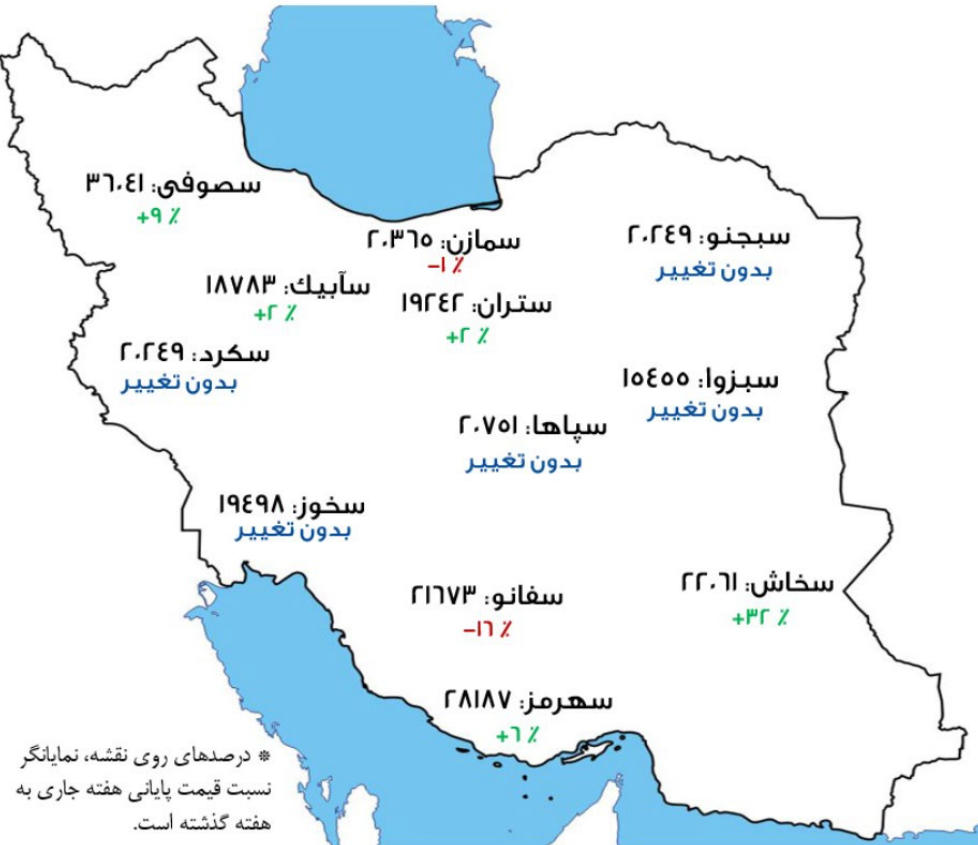 سصوفی: ۳۶۰۴۱
+۹ ٪
سمازن: ۲۰۳۶۵
-۱ ٪
سبجنو: ۲۰۲۴۹
بدون تغییر
سآبیك: ۱۸۷۸۳
+۲ ٪
ستران: ۱۹۲۴۲
+۲ ٪
سکرد: ۲۰۲۴۹
بدون تغییر
سبزوا: ۱۵۴۵۵
بدون تغییر
سپاها: ۲۰۷۵۱
بدون تغییر
سخوز: ۱۹۴۹۸
بدون تغییر
سفانو: ۲۱۶۷۳
-۱۶ ٪
سخاش: ۲۲۰۶۱
+۳۲ ٪
سهرمز: ۲۸۱۸۷
+۶ ٪
* درصدهای روی نقشه، نمایانگر
نسبت قیمت پایانی هفته جاری به
هفته گذشته است.